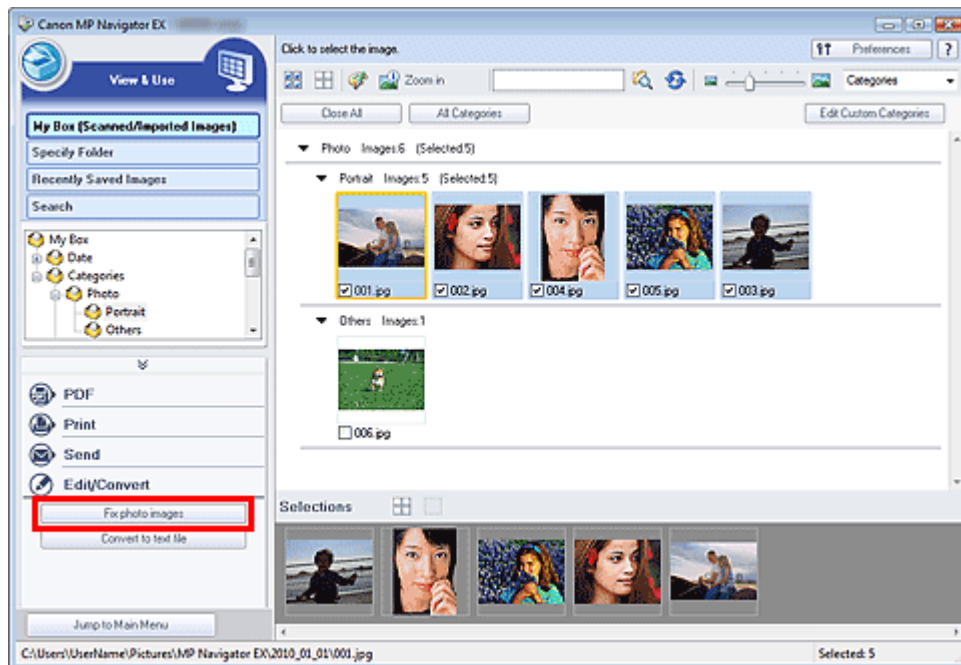 Canon MP Navigator EX
View & Use
My Box (Scanned/Imported Images)
Specify Folder
Recently Saved Images
Search
My Box
Date
Categories
Photo
Portrait
Others
PDF
Print
Send
Edit/Convert
Fix photo images
Convert to text file
Jump to Main Menu
Click to select the image.
Preferences
?
Zoom in
Categories
Close All
All Categories
Edit Custom Categories
Photo Images:6 (Selected:5)
Portrait Images:5 (Selected:5)
001.jpg 002.jpg 004.jpg 005.jpg 003.jpg
Others Images:1
006.jpg
Selections
C:\Users\UserName\Pictures\MP Navigator EX\2010_01_01\001.jpg
Selected: 5